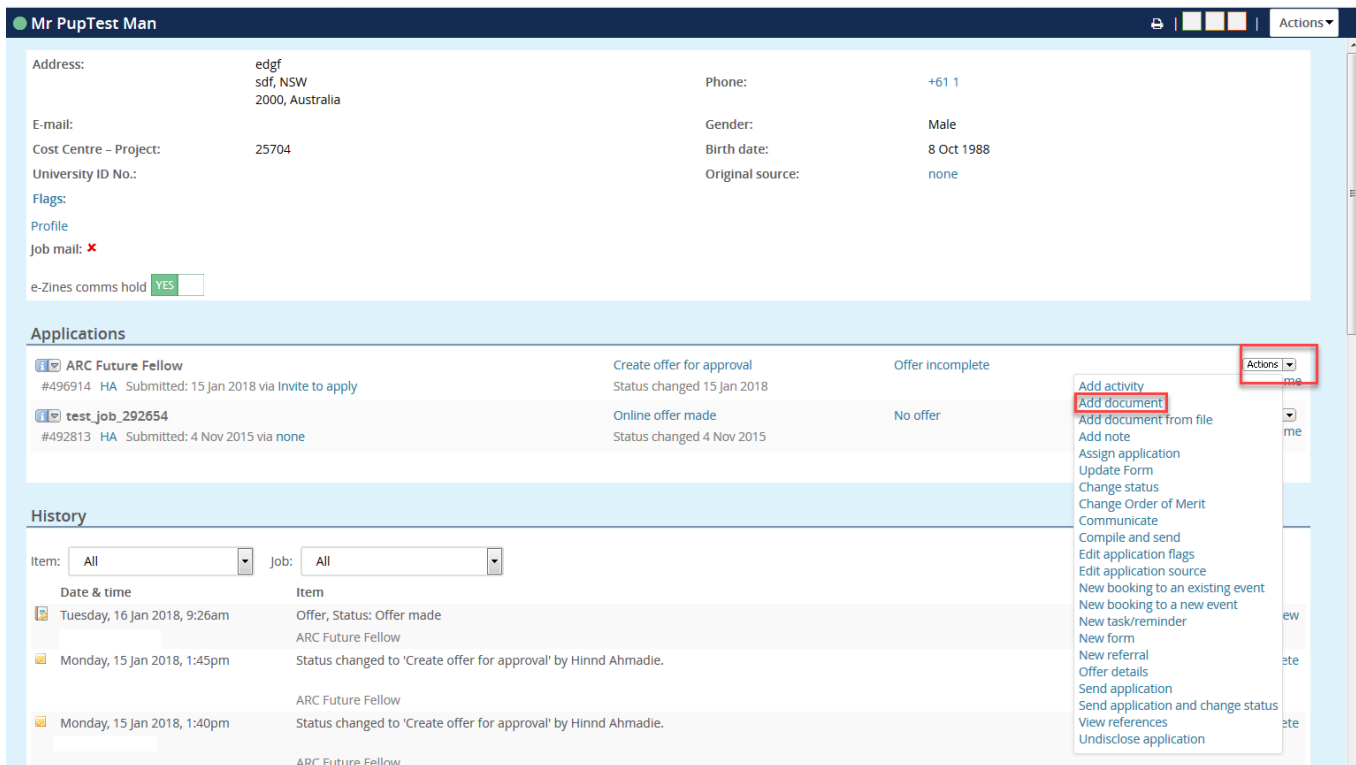 Mr PupTest Man
Actions
Address: edgf
sdf, NSW
2000, Australia
Phone: +61 1
E-mail:
Gender: Male
Cost Centre – Project: 25704
Birth date: 8 Oct 1988
University ID No.:
Original source: none
Flags:
Profile
Job mail:
e-Zines comms hold YES
Applications
ARC Future Fellow Create offer for approval Offer incomplete Actions
#496914 HA Submitted: 15 Jan 2018 via Invite to apply Status changed 15 Jan 2018 me
test_job_292654 Online offer made No offer
#492813 HA Submitted: 4 Nov 2015 via none Status changed 4 Nov 2015 me
Add activity
Add document
Add document from file
Add note
Assign application
Update Form
Change status
Change Order of Merit
Communicate
Compile and send
Edit application flags
Edit application source
New booking to an existing event
New booking to a new event
New task/reminder
New form
New referral
Offer details
Send application
Send application and change status
View references
Undisclose application
History
Item: All Job: All
Date & time Item
Tuesday, 16 Jan 2018, 9:26am Offer, Status: Offer made ew
ARC Future Fellow
Monday, 15 Jan 2018, 1:45pm Status changed to 'Create offer for approval' by Hinnd Ahmadie. ete
ARC Future Fellow
Monday, 15 Jan 2018, 1:40pm Status changed to 'Create offer for approval' by Hinnd Ahmadie. ete
ARC Future Fellow